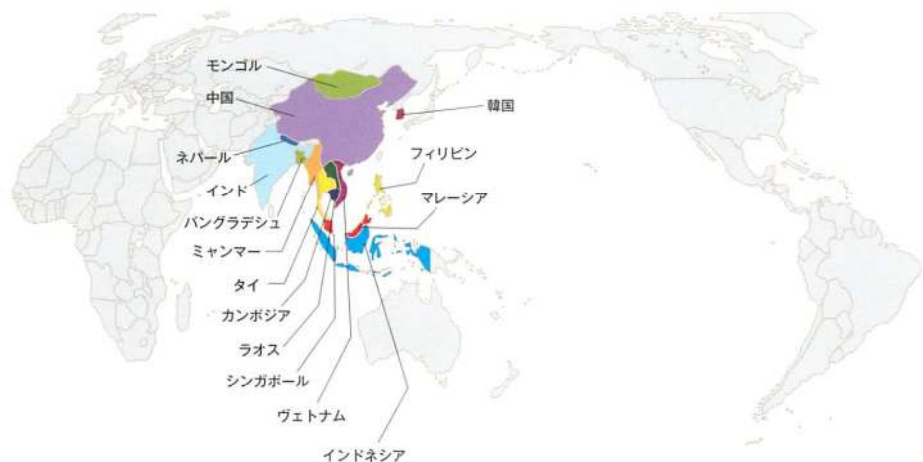 モンゴル
中国
韓国
ネパール
フィリピン
インド
マレーシア
バングラデシュ
ミャンマー
タイ
カンボジア
ラオス
シンガポール
ヴェトナム
インドネシア